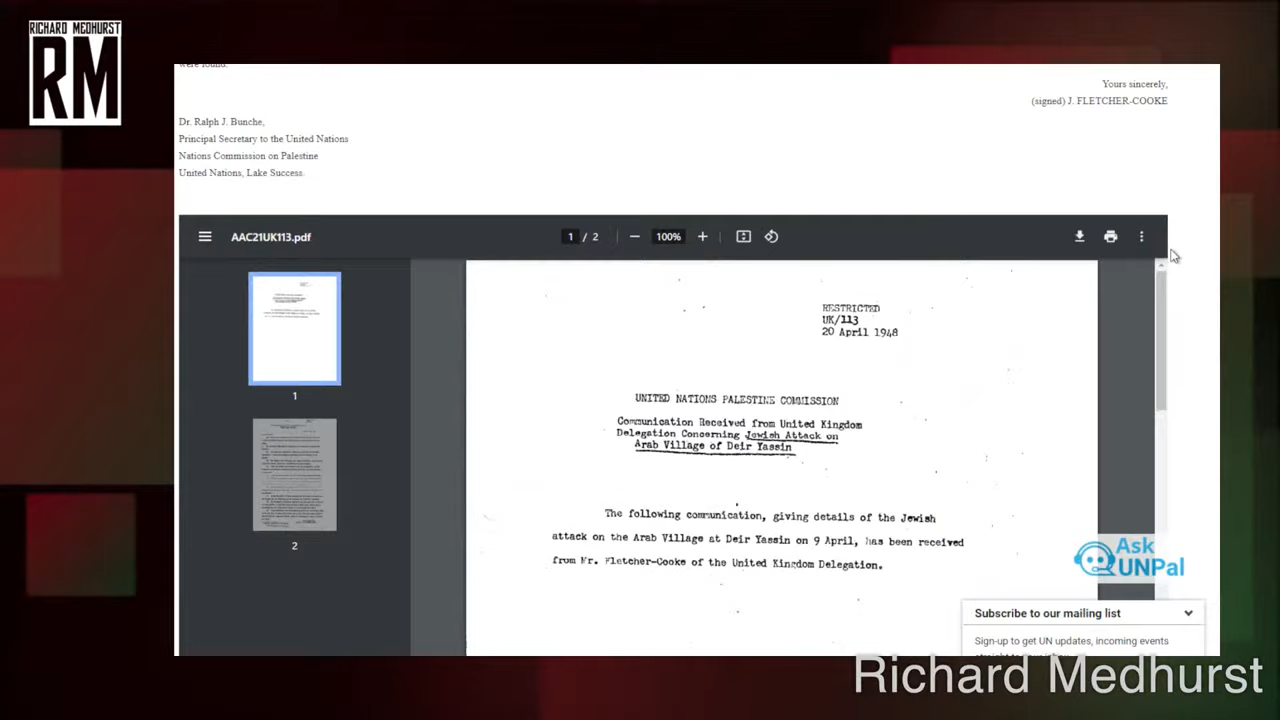 RICHARD MEDHURST
RM
were found.
Yours sincerely,
(signed) J. FLETCHER-COOKE
Dr. Ralph J. Bunche,
Principal Secretary to the United Nations
Nations Commission on Palestine
United Nations, Lake Success.
AAC21UK113.pdf
1 / 2
100%
RESTRICTED
UK/113
20 April 1948
UNITED NATIONS PALESTINE COMMISSION
Communication Received from United Kingdom
Delegation Concerning Jewish Attack on
Arab Village of Deir Yassin
The following communication, giving details of the Jewish
attack on the Arab Village at Deir Yassin on 9 April, has been received
from Mr. Fletcher-Cooke of the United Kingdom Delegation.
1
2
Ask
UNPal
Subscribe to our mailing list
Sign-up to get UN updates, incoming events
Richard Medhurst